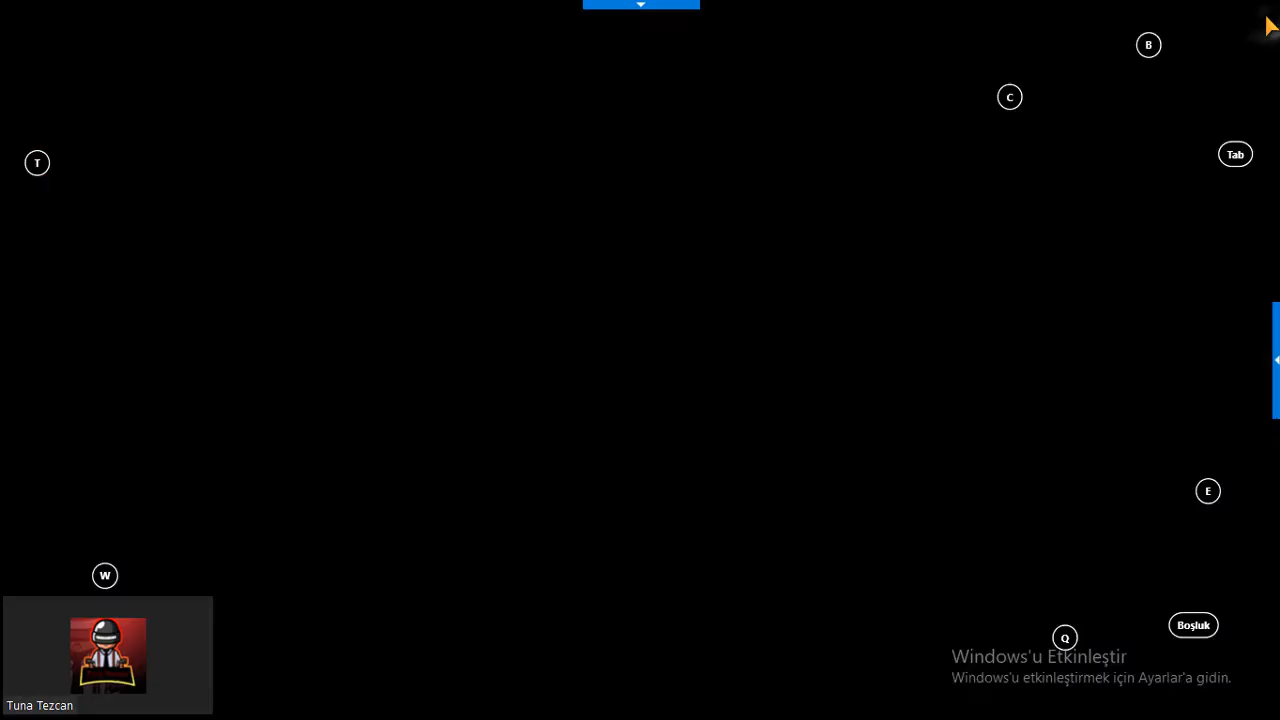 B
C
Tab
T
E
W
Boşluk
Q
Windows'u Etkinleştir
Windows'u etkinleştirmek için Ayarlar'a gidin.
Tuna Tezcan